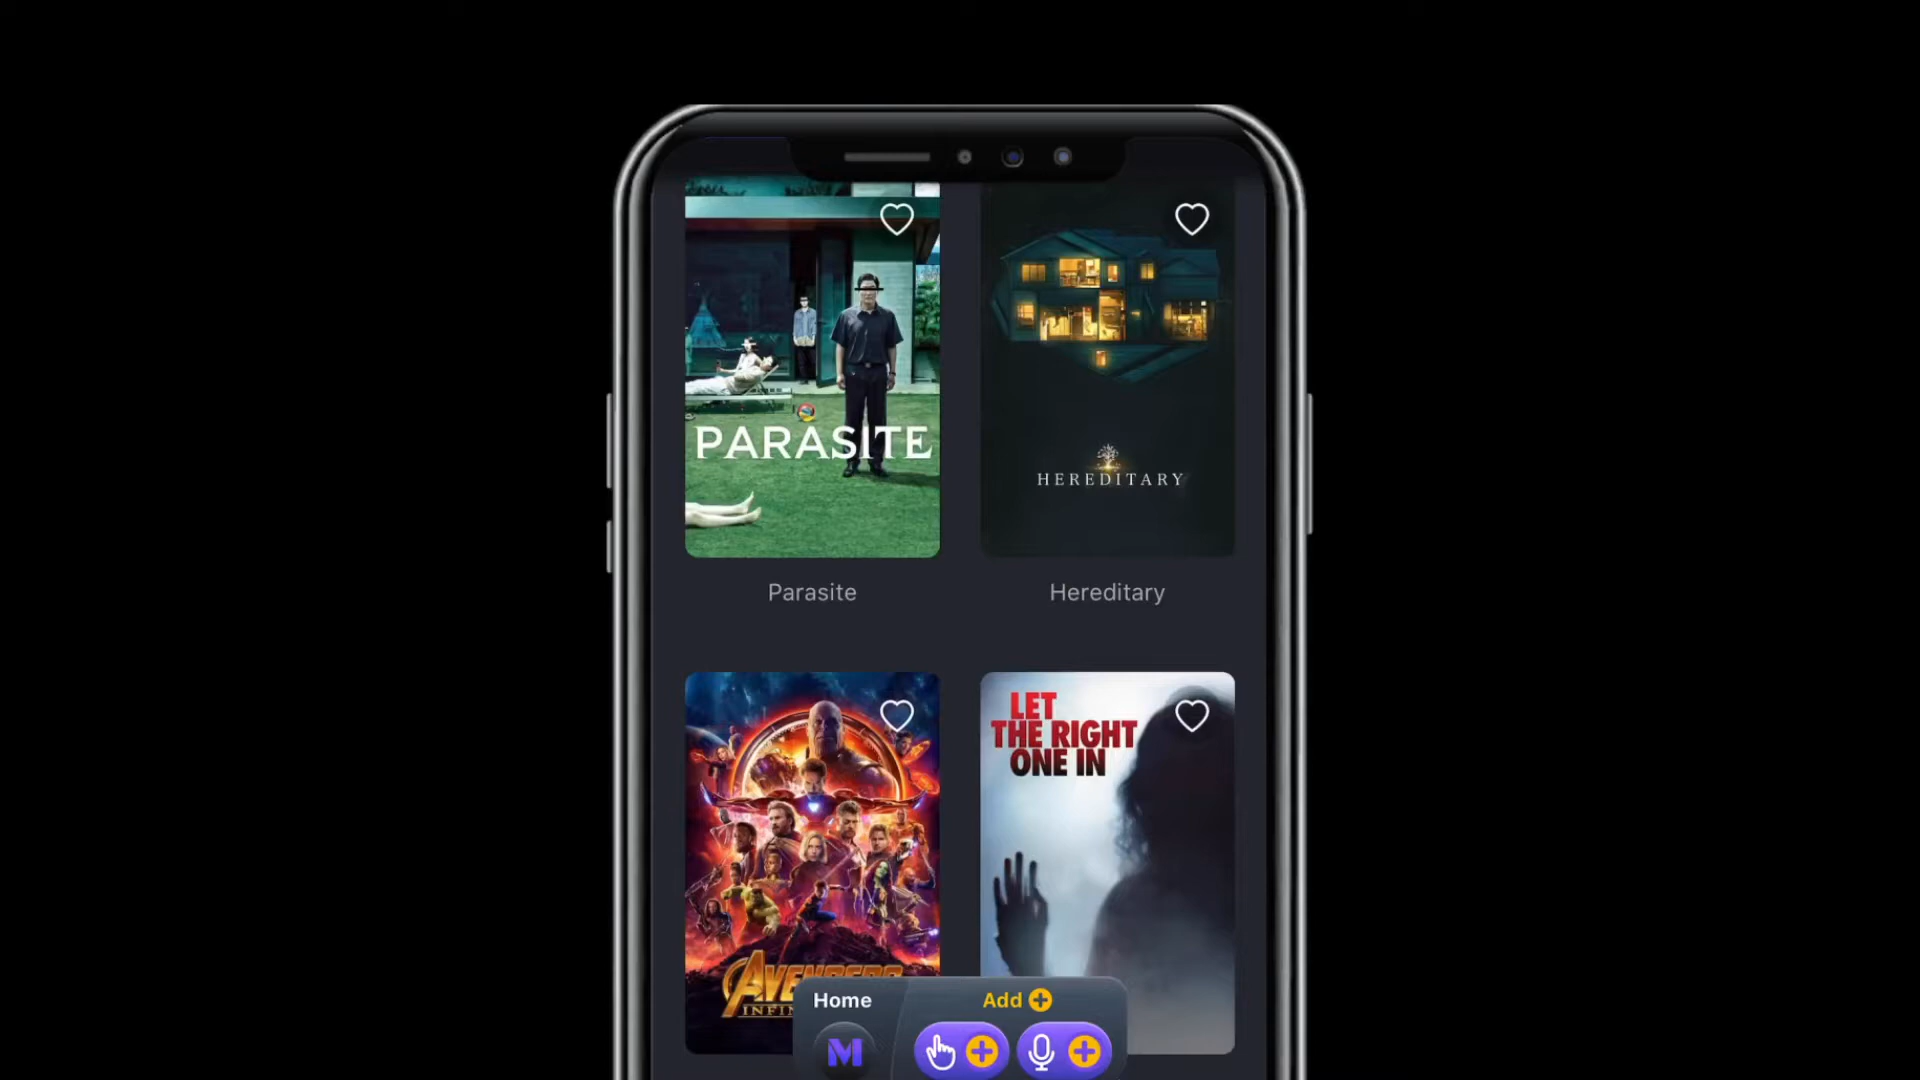 PARASITE
HEREDITARY
Parasite
Hereditary
LET
THE RIGHT
ONE IN
Home
Add
M